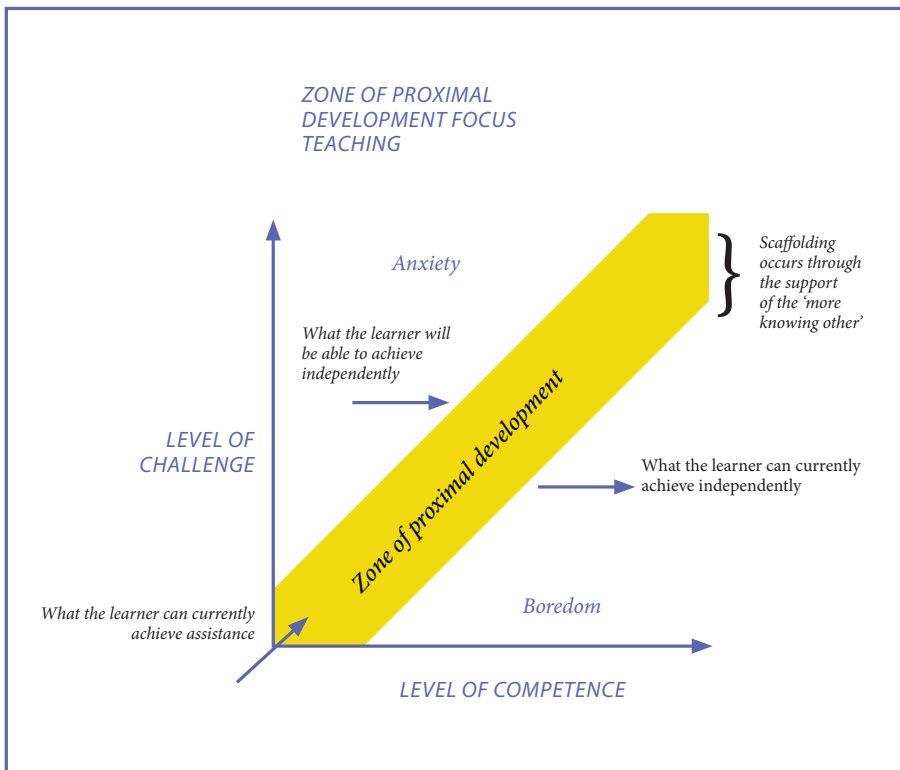 ZONE OF PROXIMAL
DEVELOPMENT FOCUS
TEACHING
Anxiety
Scaffolding
occurs through
the support
of the ‘more
knowing other’
}
What the learner will
be able to achieve
independently
Zone of proximal development
LEVEL OF
CHALLENGE
What the learner can currently
achieve independently
Boredom
What the learner can currently
achieve assistance
LEVEL OF COMPETENCE